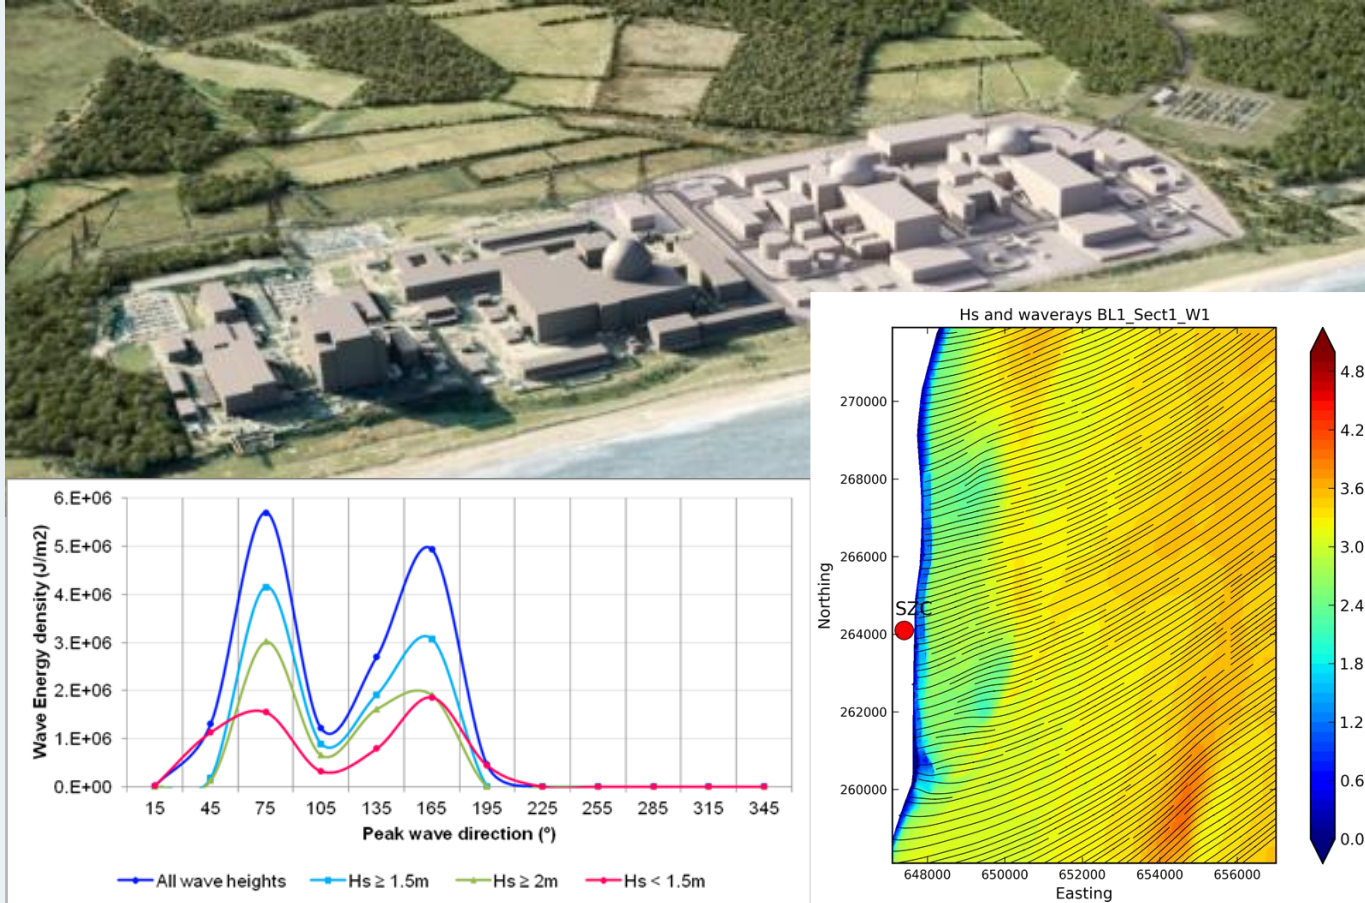 Hs and waverays BL1_Sect1_W1
Northing
270000
268000
266000
264000
262000
260000
SZC
648000 650000 652000 654000 656000
Easting
4.8
4.2
3.6
3.0
2.4
1.8
1.2
0.6
0.0
Wave Energy density (J/m2)
6.E+06
5.E+06
4.E+06
3.E+06
2.E+06
1.E+06
0.E+00
15 45 75 105 135 165 195 225 255 285 315 345
Peak wave direction (°)
All wave heights Hs ≥ 1.5m Hs ≥ 2m Hs < 1.5m